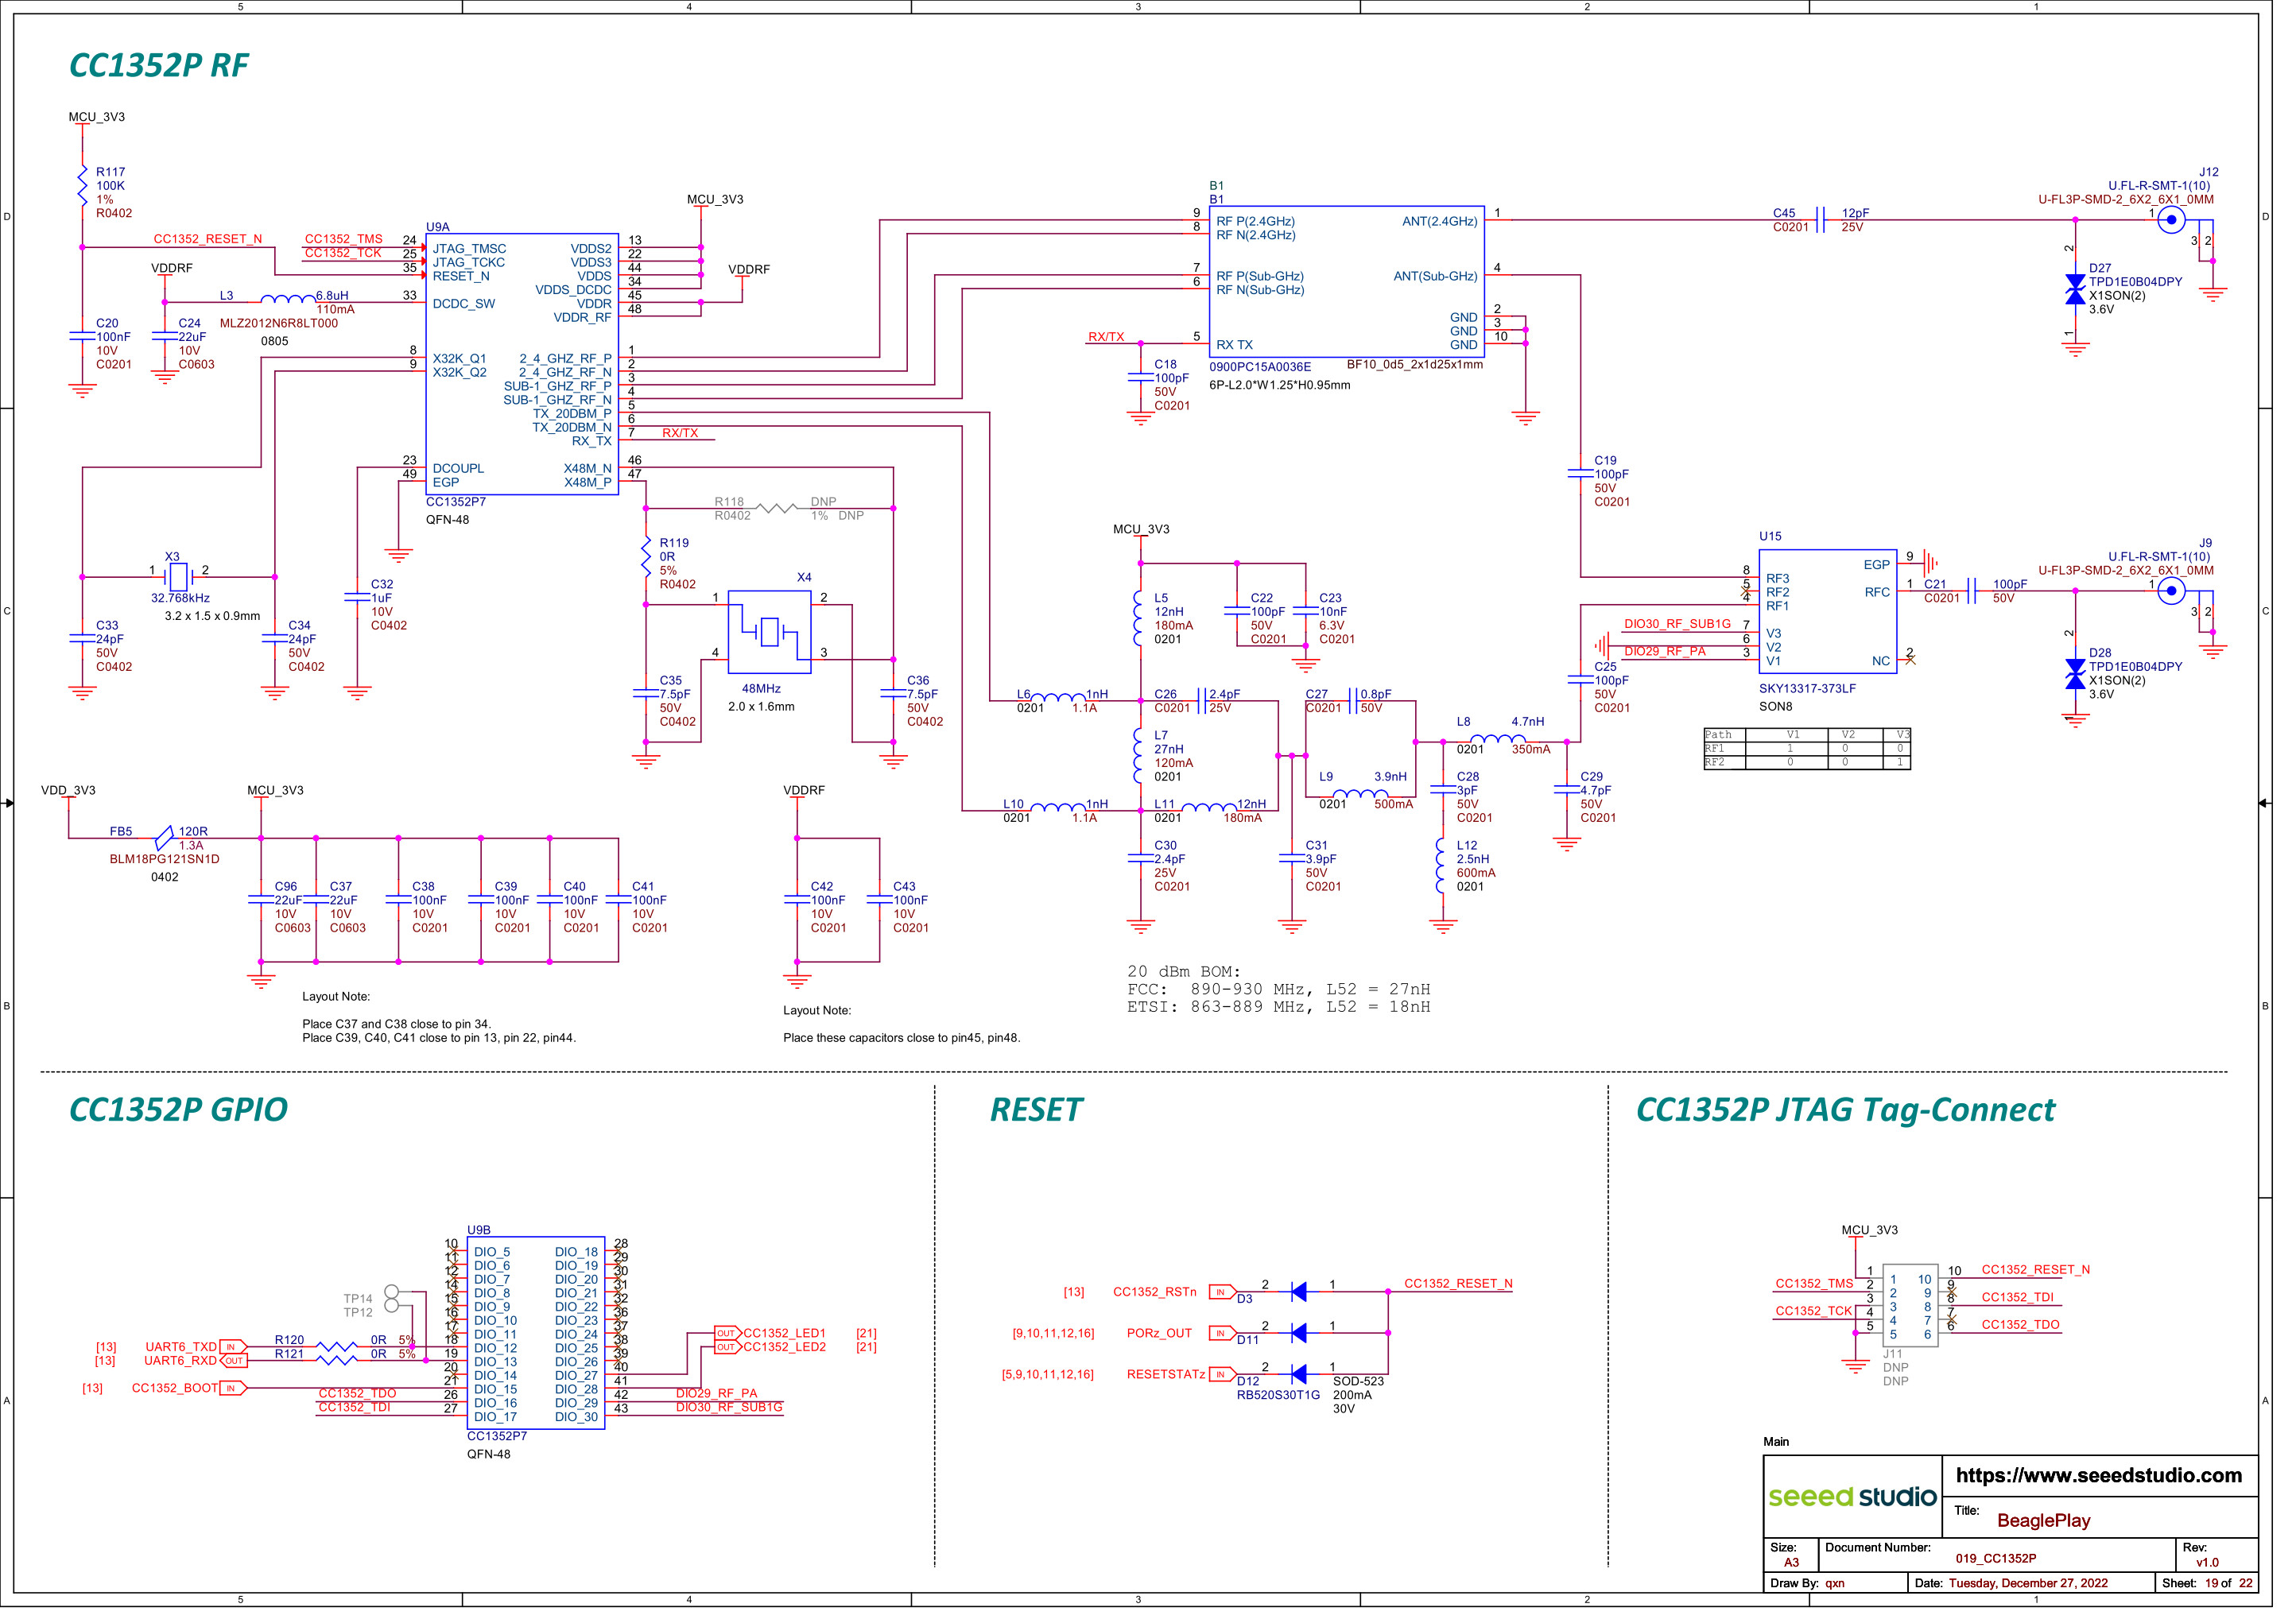 5 4 3 2 1
D D
C C
B B
A A
CC1352P RF
MCU_3V3
R117
100K
1%
R0402
CC1352_RESET_N
CC1352_TMS
CC1352_TCK
VDDRF
L3
6.8uH
110mA
MLZ2012N6R8LT000
0805
C20
100nF
10V
C0201
C24
22uF
10V
C0603
U9A
24 JTAG_TMSC
25 JTAG_TCKC
35 RESET_N
33 DCDC_SW
8 X32K_Q1
9 X32K_Q2
23 DCOUPL
49 EGP
VDDS2 13
VDDS3 22
VDDS 44
VDDS_DCDC 34
VDDR 45
VDDR_RF 48
2_4_GHZ_RF_P 1
2_4_GHZ_RF_N 2
SUB-1_GHZ_RF_P 3
SUB-1_GHZ_RF_N 4
TX_20DBM_P 5
TX_20DBM_N 6
RX_TX 7
X48M_N 46
X48M_P 47
CC1352P7
QFN-48
MCU_3V3
VDDRF
RX/TX
X3
1 2
32.768kHz
3.2 x 1.5 x 0.9mm
C33
24pF
50V
C0402
C34
24pF
50V
C0402
C32
1uF
10V
C0402
R118 DNP
R0402 1% DNP
R119
0R
5%
R0402
X4
1 2
4 3
48MHz
2.0 x 1.6mm
C35
7.5pF
50V
C0402
C36
7.5pF
50V
C0402
B1
B1
9 RF P(2.4GHz)
8 RF N(2.4GHz)
7 RF P(Sub-GHz)
6 RF N(Sub-GHz)
5 RX TX
ANT(2.4GHz) 1
ANT(Sub-GHz) 4
GND 2
GND 3
GND 10
0900PC15A0036E
BF10_0d5_2x1d25x1mm
6P-L2.0*W1.25*H0.95mm
RX/TX
C18
100pF
50V
C0201
C45 12pF
C0201 25V
J12
U.FL-R-SMT-1(10)
U-FL3P-SMD-2_6X2_6X1_0MM
1
3 2
2
D27
TPD1E0B04DPY
X1SON(2)
3.6V
1
C19
100pF
50V
C0201
U15
8 RF3
5 RF2
4 RF1
7 V3
6 V2
3 V1
EGP 9
RFC 1
NC 2
SKY13317-373LF
SON8
DIO30_RF_SUB1G
DIO29_RF_PA
C21 100pF
C0201 50V
J9
U.FL-R-SMT-1(10)
U-FL3P-SMD-2_6X2_6X1_0MM
1
3 2
2
D28
TPD1E0B04DPY
X1SON(2)
3.6V
1
Path V1 V2 V3
RF1 1 0 0
RF2 0 0 1
MCU_3V3
L5
12nH
180mA
0201
C22
100pF
50V
C0201
C23
10nF
6.3V
C0201
L6 1nH
0201 1.1A
C26 2.4pF
C0201 25V
L7
27nH
120mA
0201
L10 1nH
0201 1.1A
L11 12nH
0201 180mA
C30
2.4pF
25V
C0201
C27 0.8pF
C0201 50V
L9 3.9nH
0201 500mA
C31
3.9pF
50V
C0201
L8 4.7nH
0201 350mA
C28
3pF
50V
C0201
L12
2.5nH
600mA
0201
C25
100pF
50V
C0201
C29
4.7pF
50V
C0201
20 dBm BOM:
FCC: 890-930 MHz, L52 = 27nH
ETSI: 863-889 MHz, L52 = 18nH
VDD_3V3
MCU_3V3
FB5 120R
1.3A
BLM18PG121SN1D
0402
C96
22uF
10V
C0603
C37
22uF
10V
C0603
C38
100nF
10V
C0201
C39
100nF
10V
C0201
C40
100nF
10V
C0201
C41
100nF
10V
C0201
VDDRF
C42
100nF
10V
C0201
C43
100nF
10V
C0201
Layout Note:
Place C37 and C38 close to pin 34.
Place C39, C40, C41 close to pin 13, pin 22, pin44.
Layout Note:
Place these capacitors close to pin45, pin48.
CC1352P GPIO
U9B
10 DIO_5
11 DIO_6
12 DIO_7
14 DIO_8
15 DIO_9
16 DIO_10
17 DIO_11
18 DIO_12
19 DIO_13
20 DIO_14
21 DIO_15
26 DIO_16
27 DIO_17
DIO_18 28
DIO_19 29
DIO_20 30
DIO_21 31
DIO_22 32
DIO_23 36
DIO_24 37
DIO_25 38
DIO_26 39
DIO_27 40
DIO_28 41
DIO_29 42
DIO_30 43
CC1352P7
QFN-48
TP14
TP12
[13] UART6_TXD IN R120 0R 5%
[13] UART6_RXD OUT R121 0R 5%
[13] CC1352_BOOT IN
CC1352_TDO
CC1352_TDI
OUT CC1352_LED1 [21]
OUT CC1352_LED2 [21]
DIO29_RF_PA
DIO30_RF_SUB1G
RESET
[13] CC1352_RSTn IN D3 2 1
CC1352_RESET_N
[9,10,11,12,16] PORz_OUT IN D11 2 1
[5,9,10,11,12,16] RESETSTATz IN D12 2 1
RB520S30T1G
SOD-523
200mA
30V
CC1352P JTAG Tag-Connect
MCU_3V3
CC1352_TMS
CC1352_TCK
1 1 10 10
2 2 9 9
3 3 8 8
4 4 7 7
5 5 6 6
CC1352_RESET_N
CC1352_TDI
CC1352_TDO
J11
DNP
DNP
Main
seeed studio
https://www.seeedstudio.com
Title:
BeaglePlay
Size:
A3
Document Number:
019_CC1352P
Rev:
v1.0
Draw By: qxn
Date: Tuesday, December 27, 2022
Sheet: 19 of 22
5 4 3 2 1